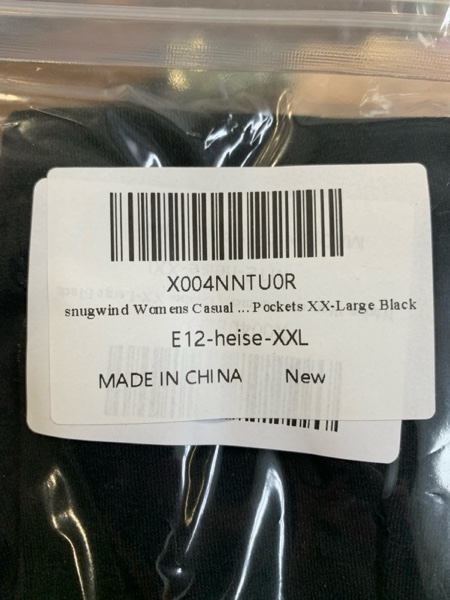 X004NNTU0R
snugwind Womens Casual ... Pockets XX-Large Black
E12-heise-XXL
MADE IN CHINA New